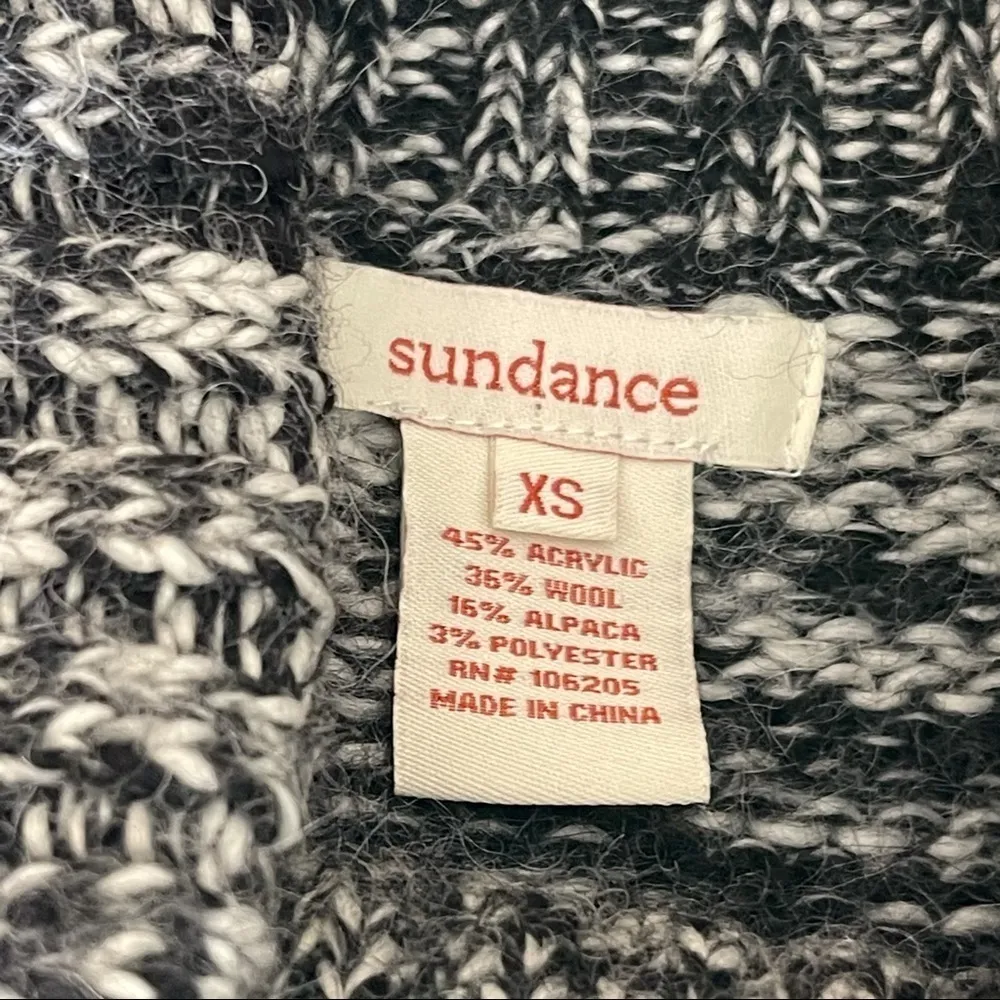 sundance
XS
45% ACRYLIC
36% WOOL
16% ALPACA
3% POLYESTER
RN# 106205
MADE IN CHINA